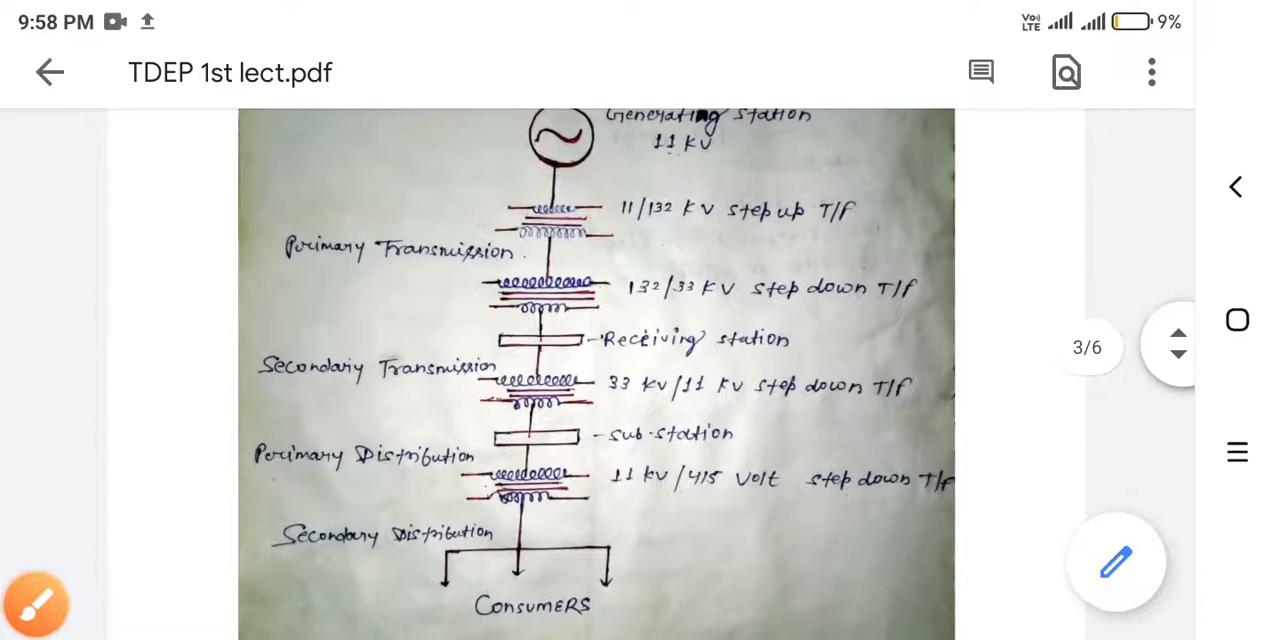 9:58 PM
Vo) LTE 9%
TDEP 1st lect.pdf
Generating Station
11 KV
11/132 KV step up T/f
Primary Transmission
132/33 KV step down T/f
Receiving station
Secondary Transmission
33 KV/11 KV step down T/f
Sub-station
Primary Distribution
11 KV/415 Volt step down T/f
Secondary Distribution
CONSUMERS
3/6